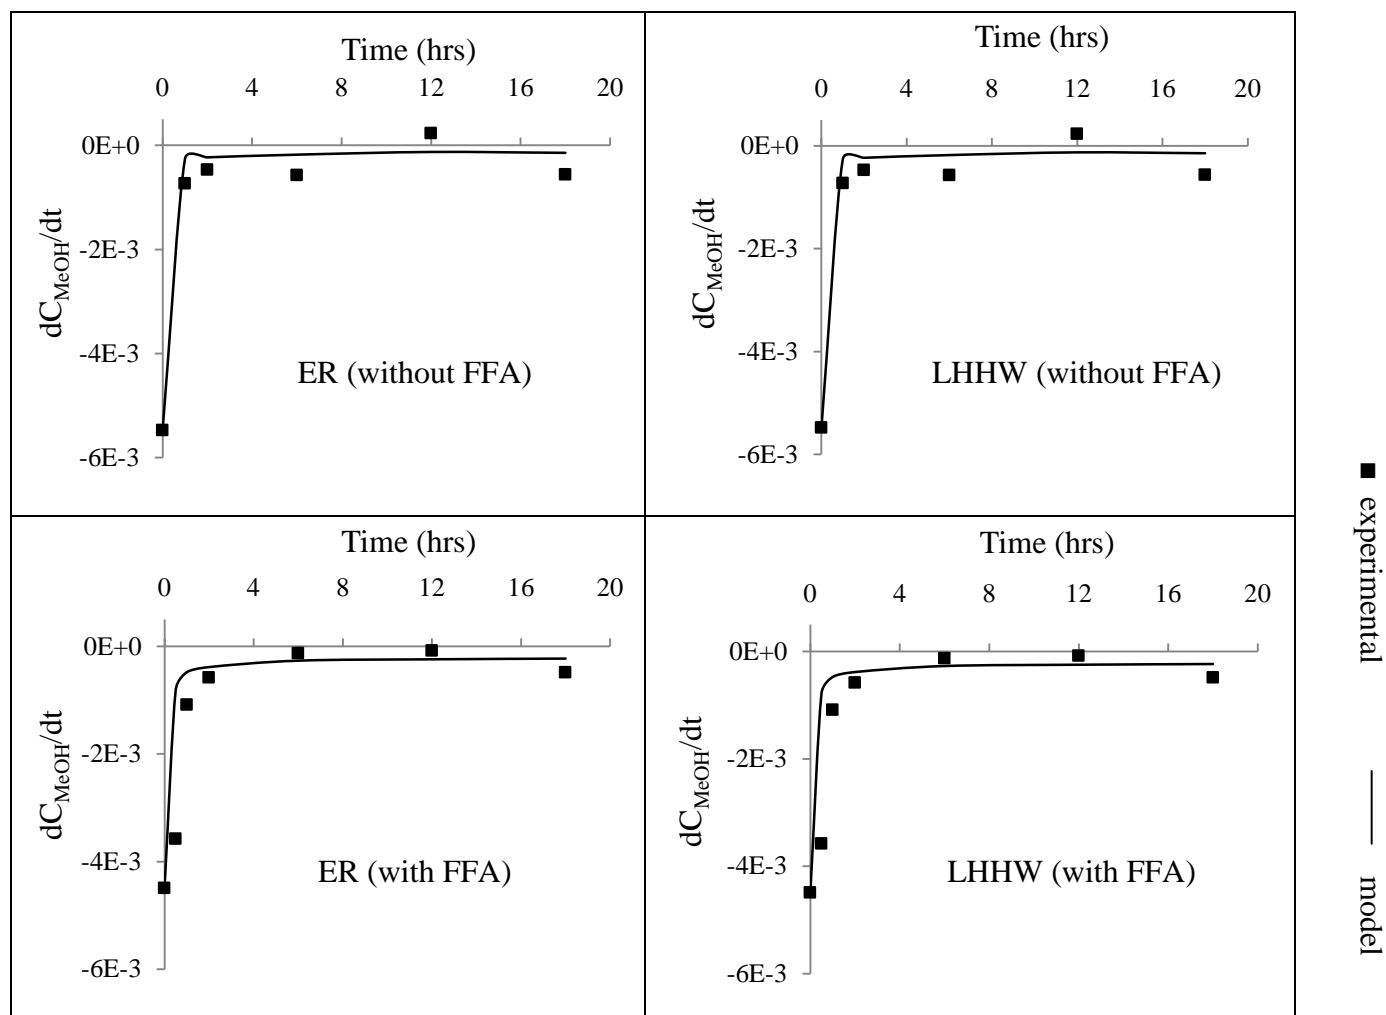 Time (hrs)
0 4 8 12 16 20
0E+0
-2E-3
-4E-3
-6E-3
dC_MeOH/dt
ER (without FFA)
Time (hrs)
0 4 8 12 16 20
0E+0
-2E-3
-4E-3
-6E-3
dC_MeOH/dt
LHHW (without FFA)
Time (hrs)
0 4 8 12 16 20
0E+0
-2E-3
-4E-3
-6E-3
dC_MeOH/dt
ER (with FFA)
Time (hrs)
0 4 8 12 16 20
0E+0
-2E-3
-4E-3
-6E-3
dC_MeOH/dt
LHHW (with FFA)
experimental
model